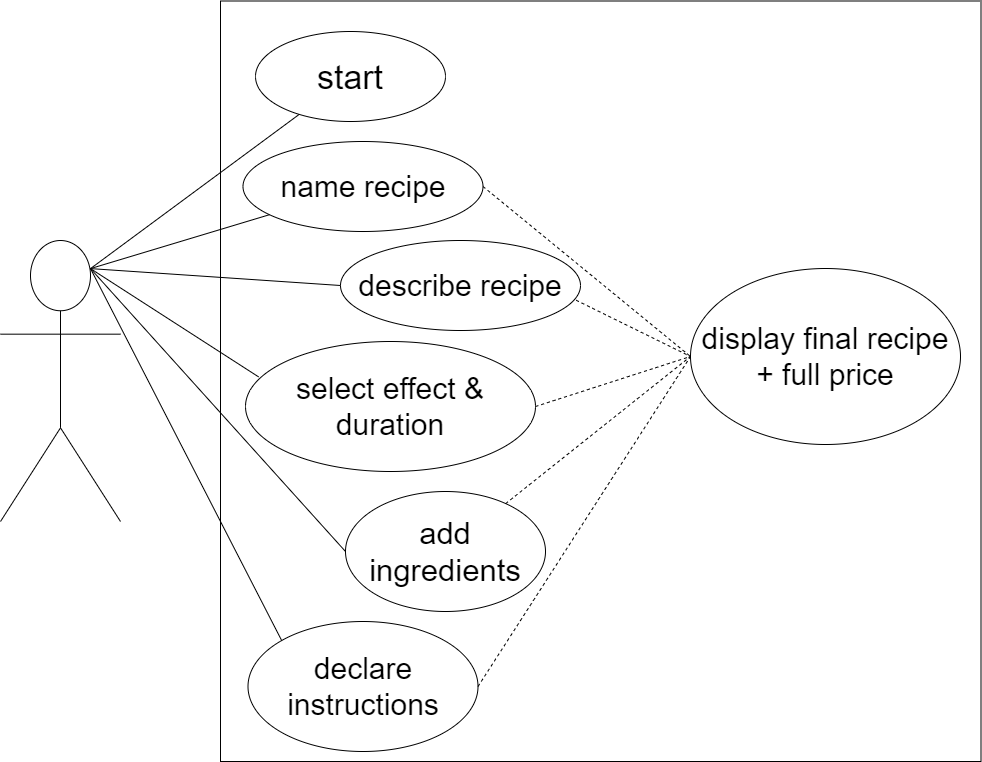 start
name recipe
describe recipe
select effect &
duration
add
ingredients
declare
instructions
display final recipe
+ full price